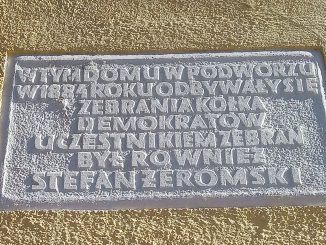 W TYM DOMU W PODWÓRZU
W 1884 ROKU ODBYWAŁY SIĘ
ZEBRANIA KÓŁKA
DEMOKRATÓW
UCZESTNIKIEM ZEBRAŃ
BYŁ RÓWNIEŻ
STEFAN ŻEROMSKI